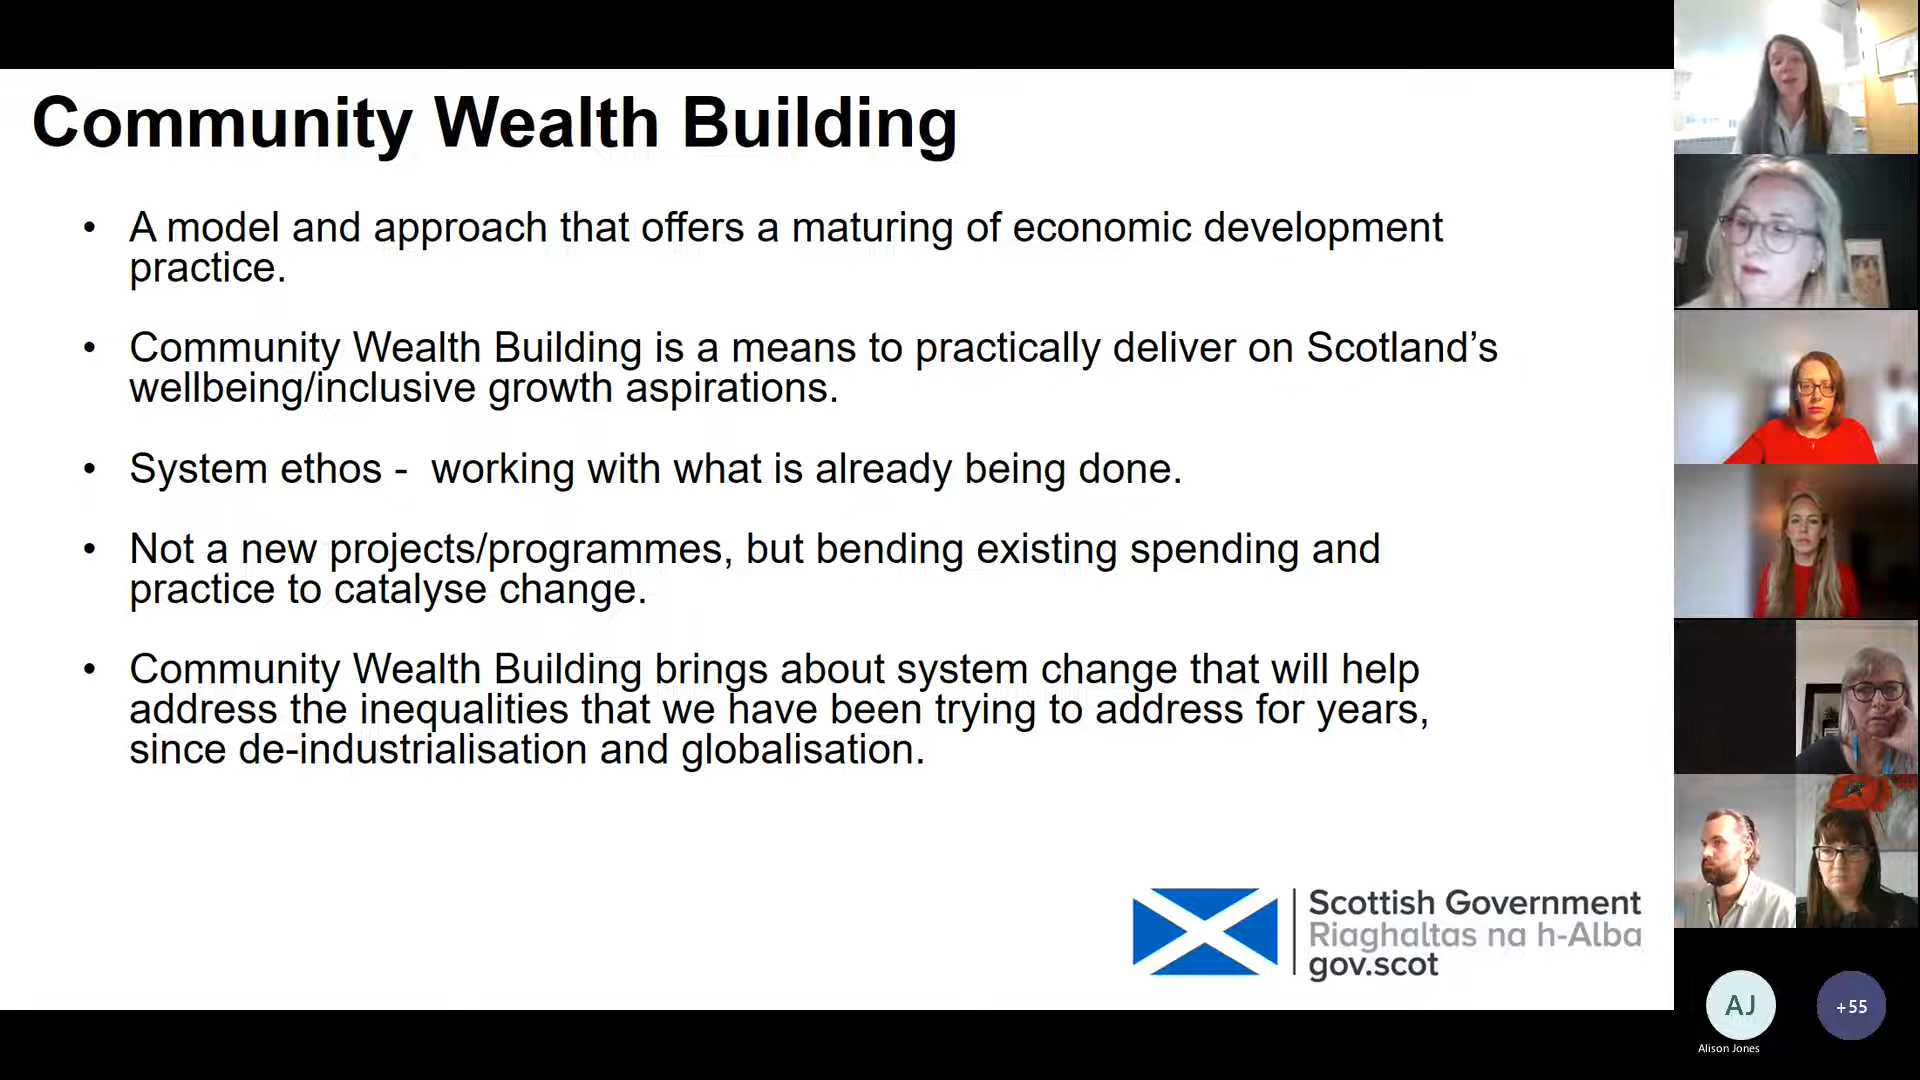 Community Wealth Building
• A model and approach that offers a maturing of economic development
practice.
• Community Wealth Building is a means to practically deliver on Scotland’s
wellbeing/inclusive growth aspirations.
• System ethos -  working with what is already being done.
• Not a new projects/programmes, but bending existing spending and
practice to catalyse change.
• Community Wealth Building brings about system change that will help
address the inequalities that we have been trying to address for years,
since de-industrialisation and globalisation.
Scottish Government
Riaghaltas na h-Alba
gov.scot
AJ
Alison Jones
+55